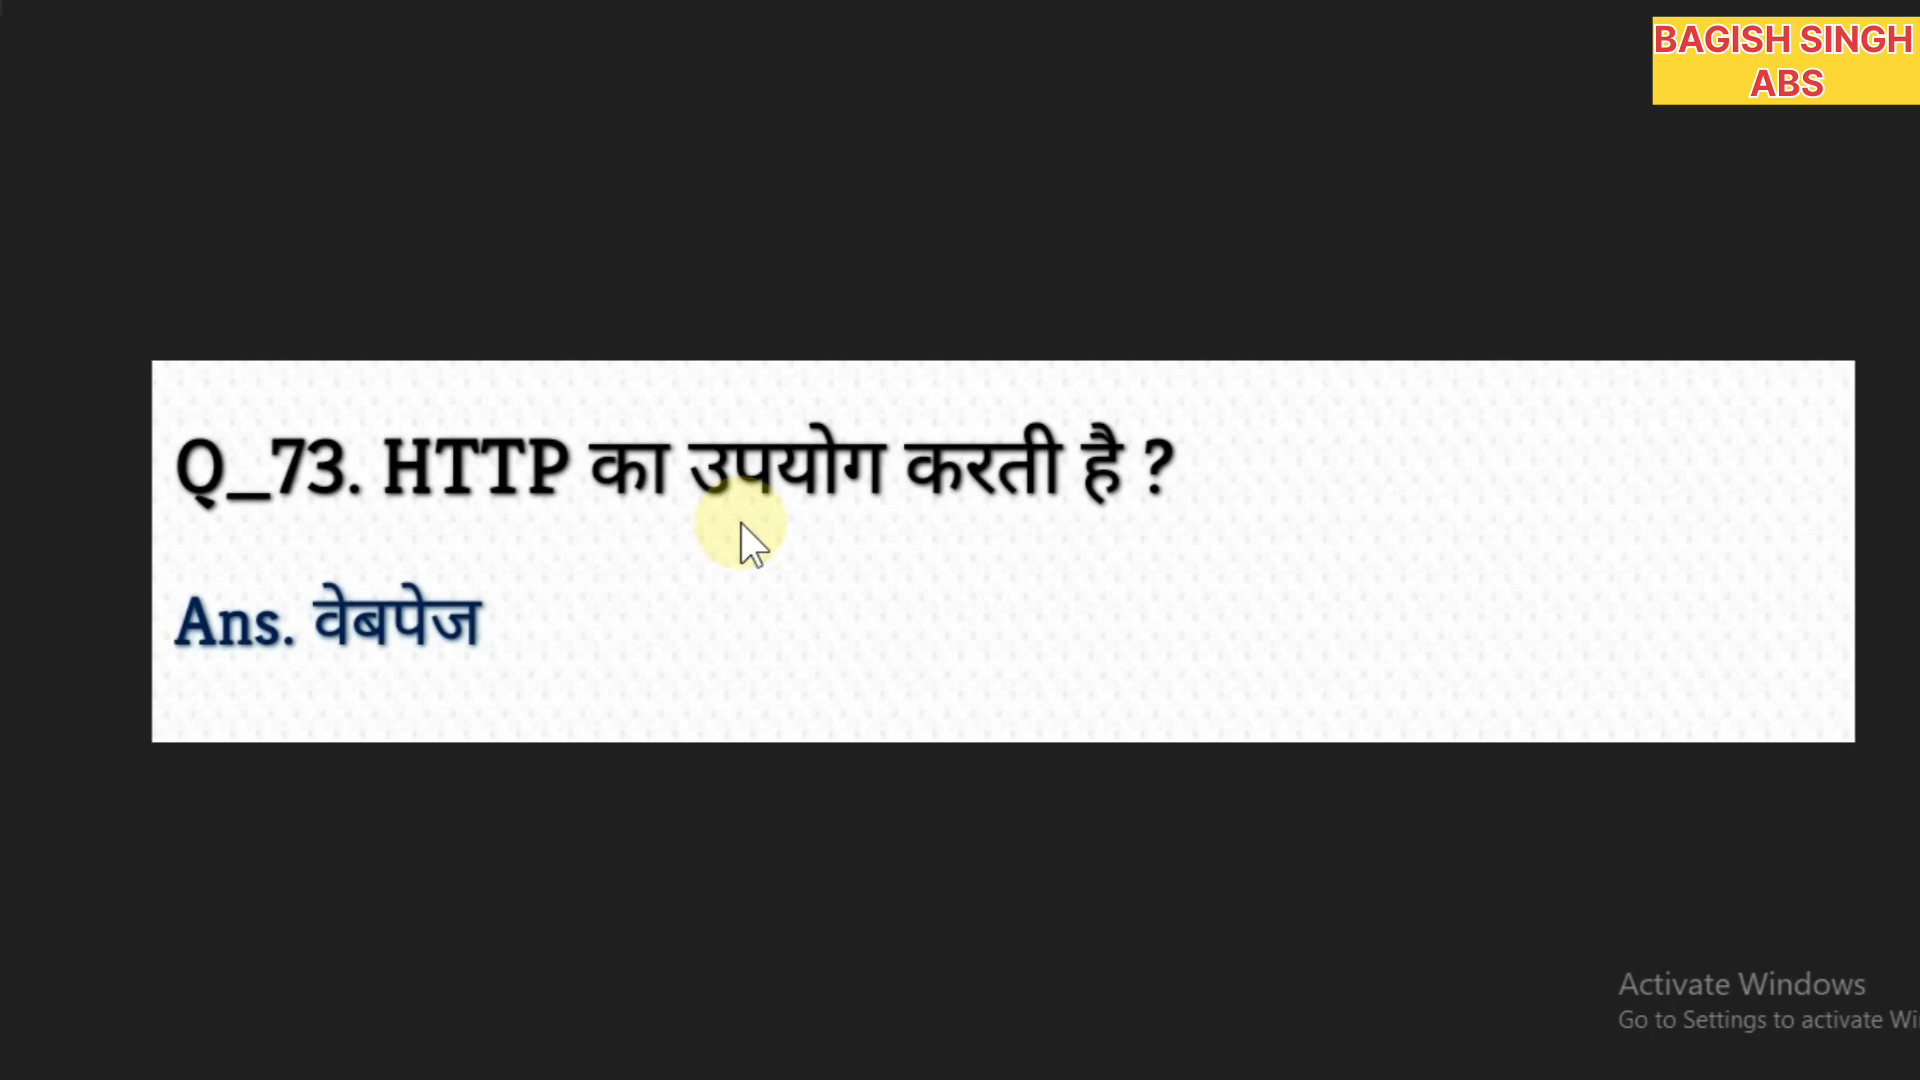 BAGISH SINGH
ABS
Q_73. HTTP का उपयोग करती है ?
Ans. वेबपेज
Activate Windows
Go to Settings to activate Wi